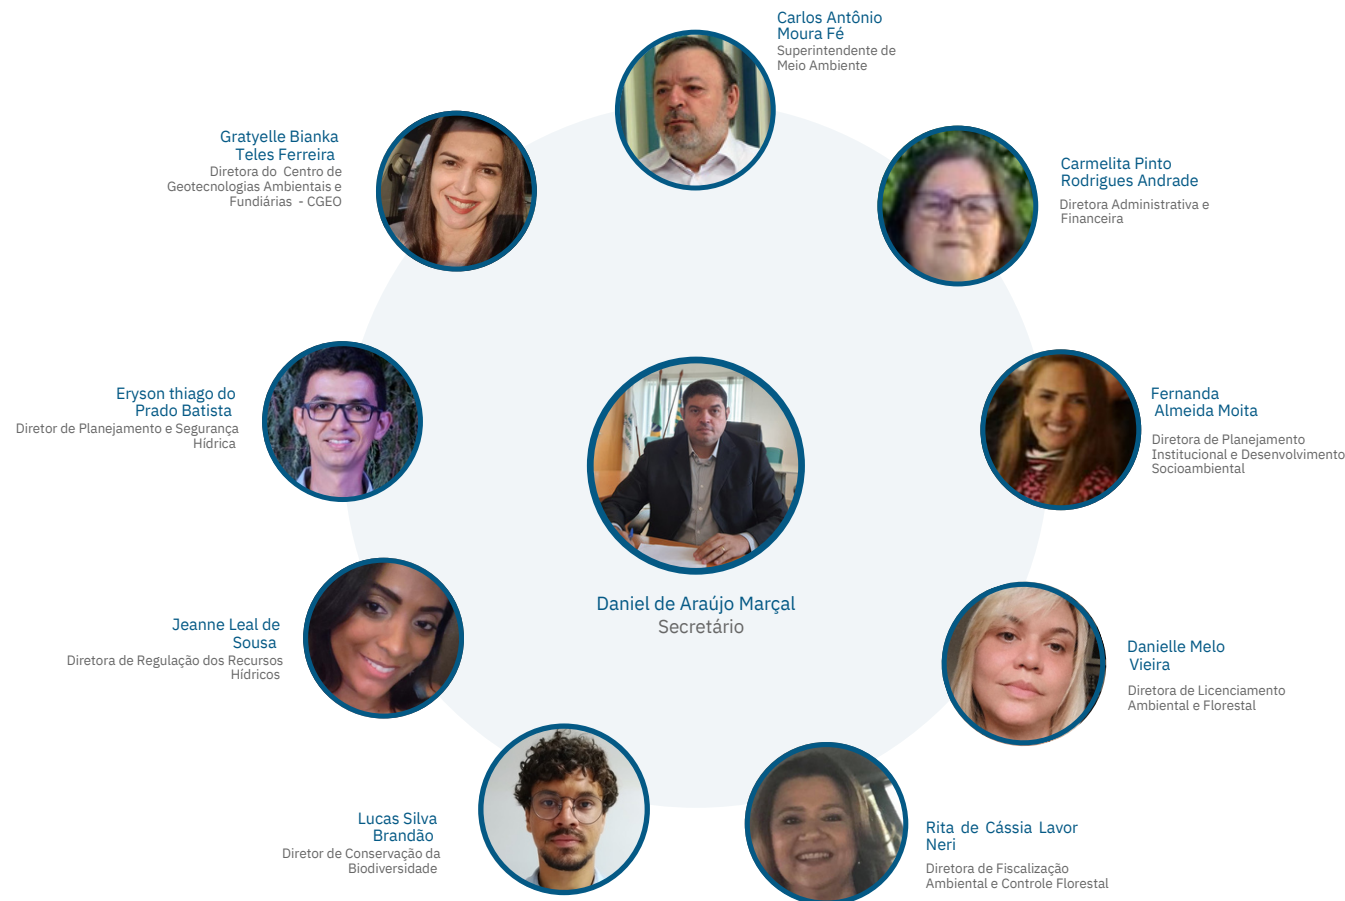 Carlos Antônio
Moura Fé
Superintendente de
Meio Ambiente
Gratyelle Bianka
Teles Ferreira
Diretora do Centro de
Geotecnologias Ambientais e
Fundiárias - CGEO
Carmelita Pinto
Rodrigues Andrade
Diretora Administrativa e
Financeira
Eryson thiago do
Prado Batista
Diretor de Planejamento e Segurança
Hídrica
Fernanda
Almeida Moita
Diretora de Planejamento
Institucional e Desenvolvimento
Socioambiental
Daniel de Araújo Marçal
Secretário
Jeanne Leal de
Sousa
Diretora de Regulação dos Recursos
Hídricos
Danielle Melo
Vieira
Diretora de Licenciamento
Ambiental e Florestal
Lucas Silva
Brandão
Diretor de Conservação da
Biodiversidade
Rita de Cássia Lavor
Neri
Diretora de Fiscalização
Ambiental e Controle Florestal